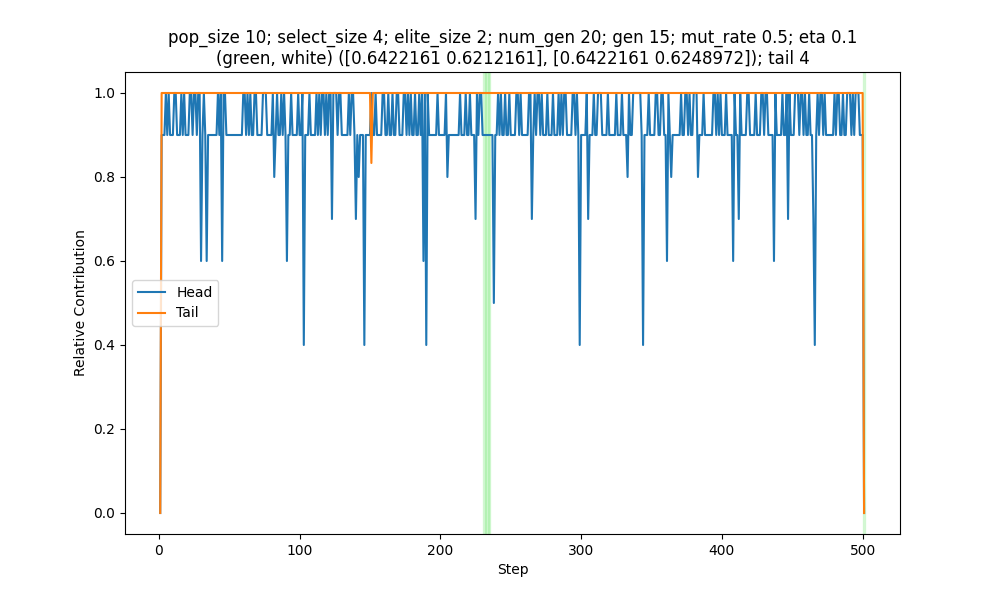 pop_size 10; select_size 4; elite_size 2; num_gen 20; gen 15; mut_rate 0.5; eta 0.1
(green, white) ([0.6422161 0.6212161], [0.6422161 0.6248972]); tail 4
1.0
0.8
0.6
0.4
0.2
0.0
Relative Contribution
Head
Tail
0
100
200
300
400
500
Step